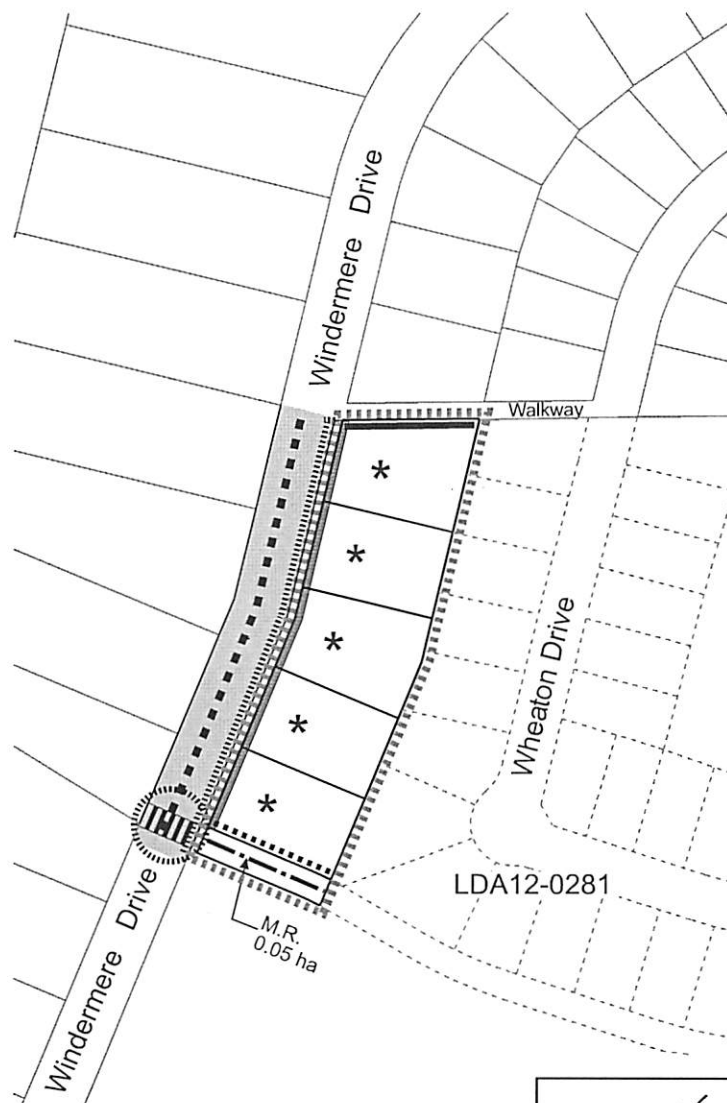 Windermere Drive
Walkway
*
*
*
*
*
Wheaton Drive
LDA12-0281
M.R.
0.05 ha
Windermere Drive